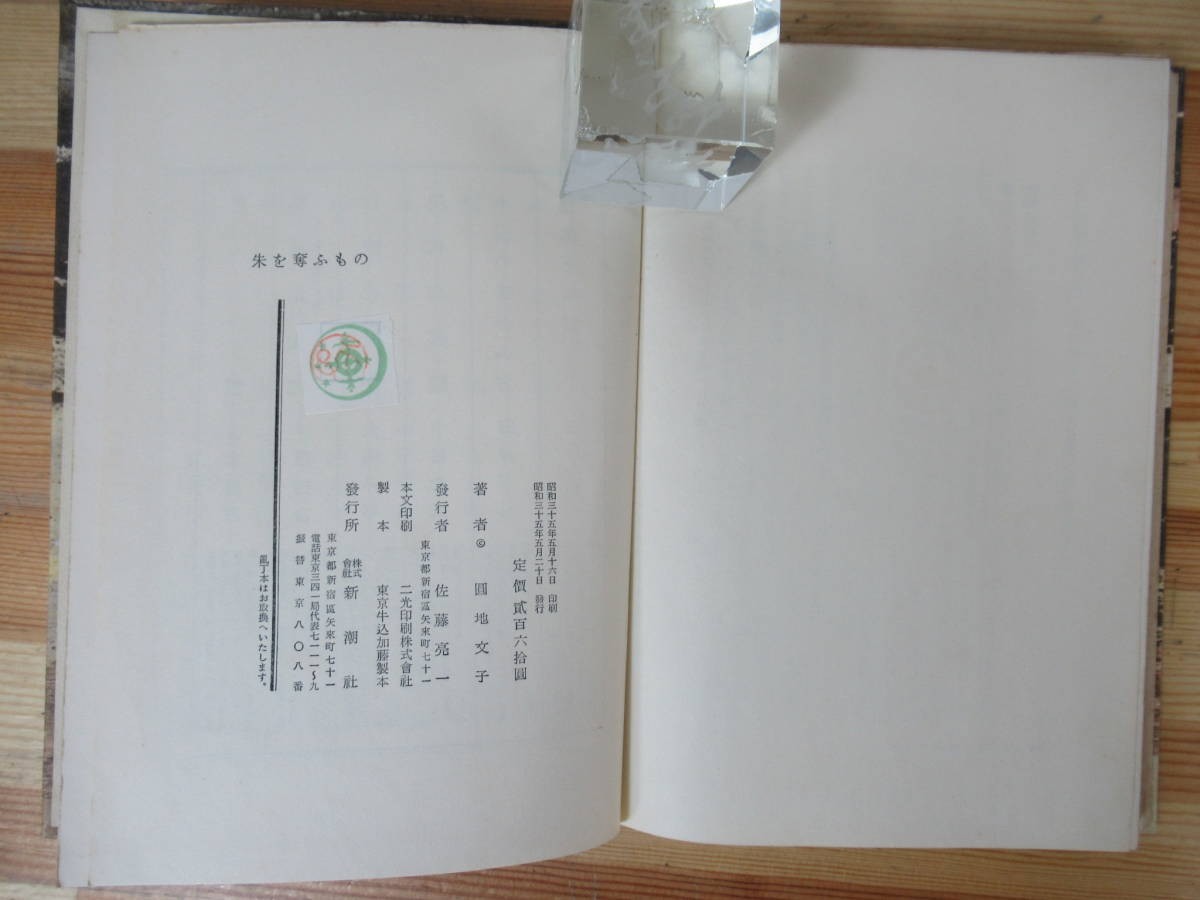 朱を奪ふもの
昭和三十五年五月十六日 印刷
昭和三十五年五月二十日 發行
定價貳百六拾圓
著者© 圓地文子
發行者 佐藤亮一
東京都新宿區矢來町七十一
本文印刷 二光印刷株式會社
製本 東京牛込加藤製本
發行所 株式會社 新潮社
東京都新宿區矢來町七十一
電話東京三四一局代表七一一一〜九
振替東京八〇八番
亂丁本はお取換へいたします。